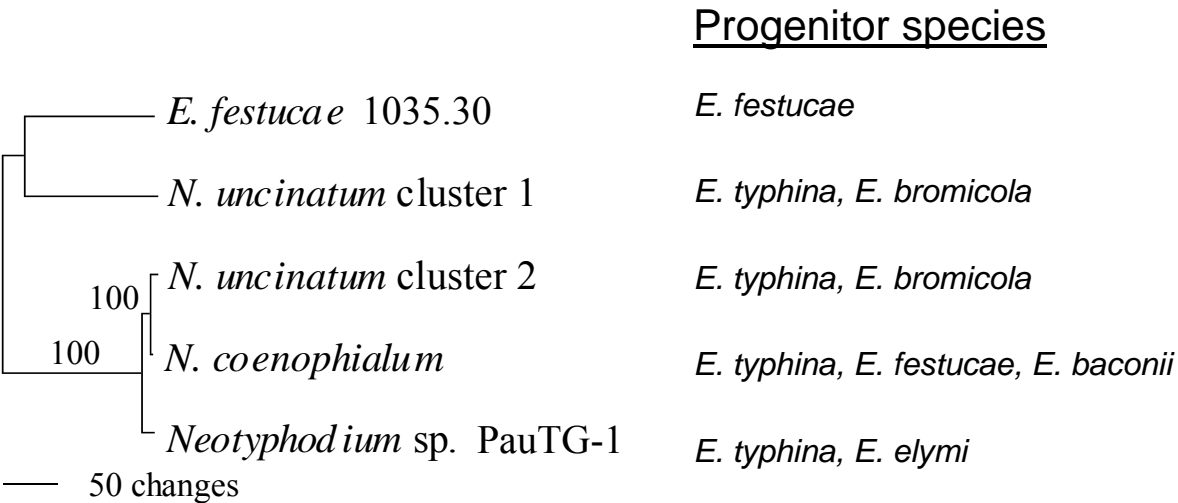 Progenitor species
E. festucae 1035.30 E. festucae
N. uncinatum cluster 1 E. typhina, E. bromicola
N. uncinatum cluster 2 E. typhina, E. bromicola
100
100 N. coenophialum E. typhina, E. festucae, E. baconii
Neotyphodium sp. PauTG-1 E. typhina, E. elymi
50 changes